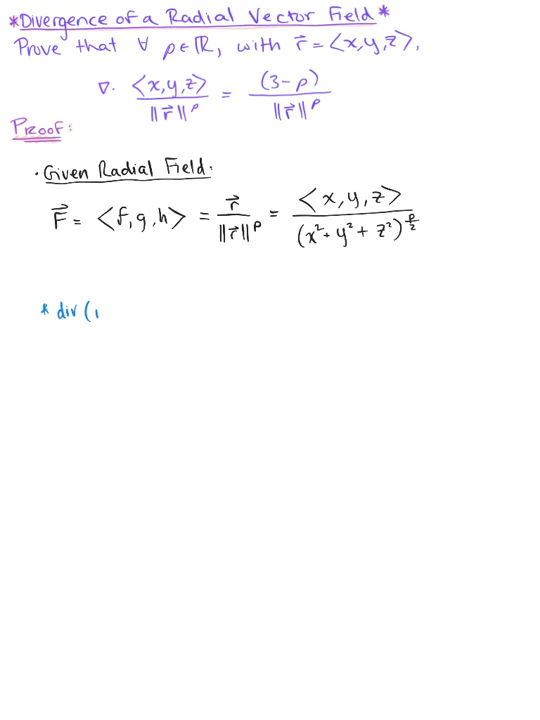 *Divergence of a Radial Vector Field*
Prove that ∀ p∈ℝ, with r⃗ = <x,y,z>,
∇· <x,y,z> / ||r⃗||^p = (3-p) / ||r⃗||^p
Proof:
· Given Radial Field.
F⃗ = <f,g,h> = r⃗ / ||r⃗||^p = <x,y,z> / (x²+y²+z²)^(p/2)
* div (